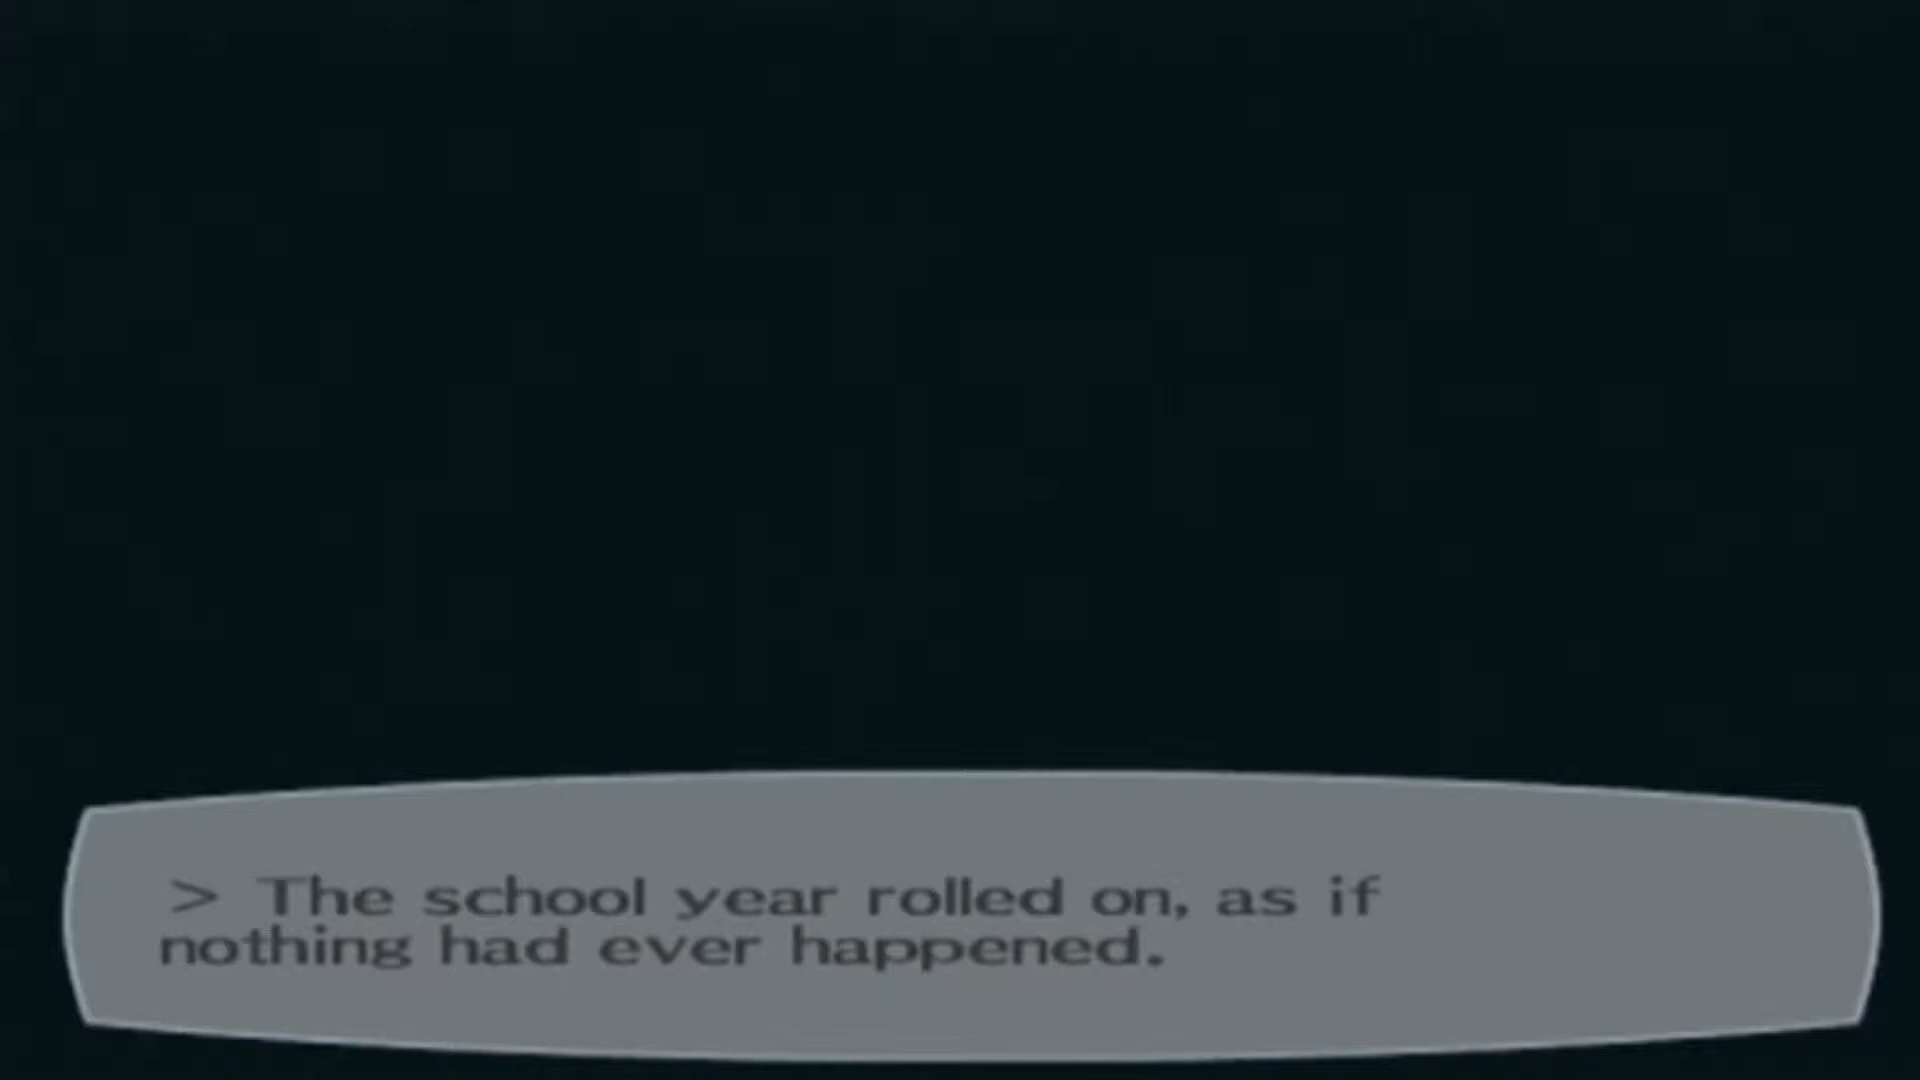 > The school year rolled on, as if
nothing had ever happened.